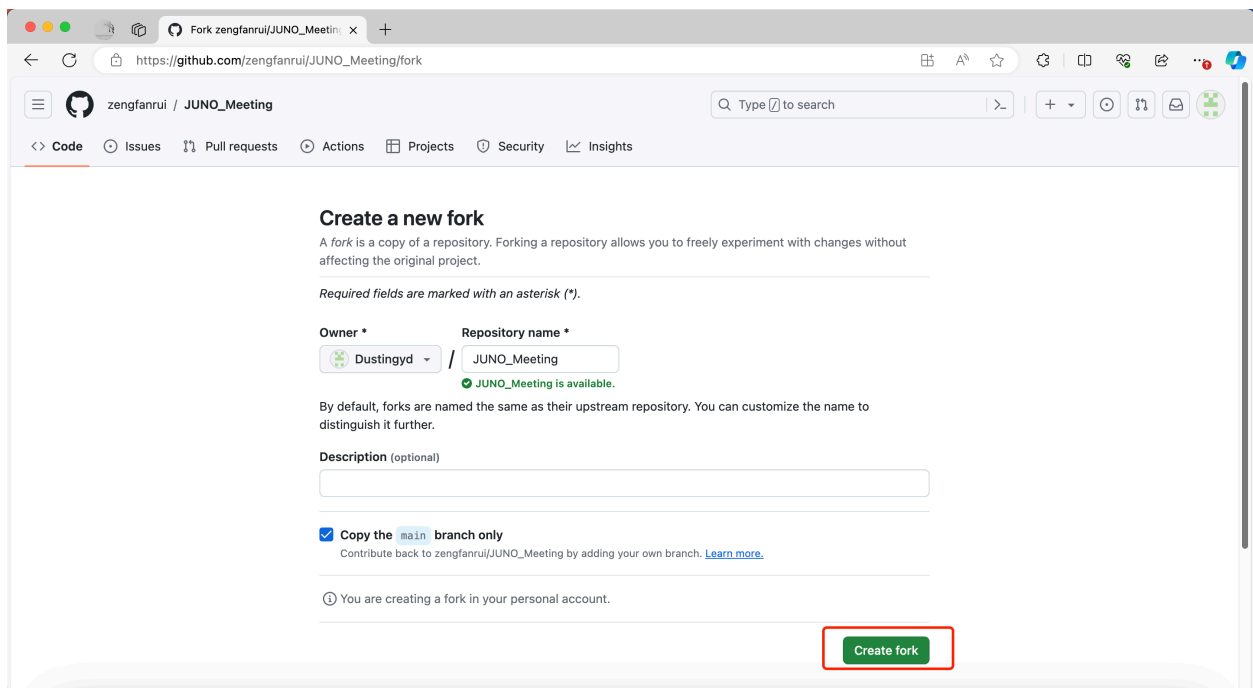 Fork zengfanrui/JUNO_Meeting
https://github.com/zengfanrui/JUNO_Meeting/fork
zengfanrui / JUNO_Meeting
Type / to search
Code Issues Pull requests Actions Projects Security Insights
Create a new fork
A fork is a copy of a repository. Forking a repository allows you to freely experiment with changes without
affecting the original project.
Required fields are marked with an asterisk (*).
Owner * Repository name *
Dustingyd / JUNO_Meeting
JUNO_Meeting is available.
By default, forks are named the same as their upstream repository. You can customize the name to
distinguish it further.
Description (optional)
Copy the main branch only
Contribute back to zengfanrui/JUNO_Meeting by adding your own branch. Learn more.
You are creating a fork in your personal account.
Create fork